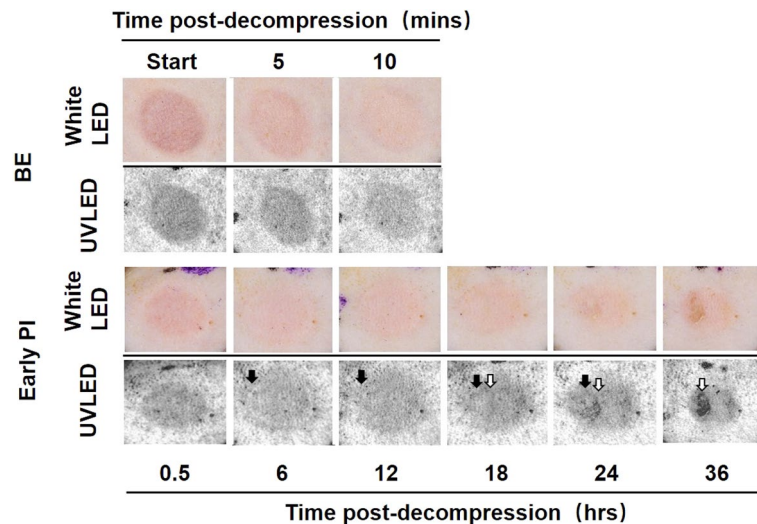 Time post-decompression (mins)
Start 5 10
BE
White LED
UVLED
Early PI
White LED
UVLED
0.5 6 12 18 24 36
Time post-decompression (hrs)